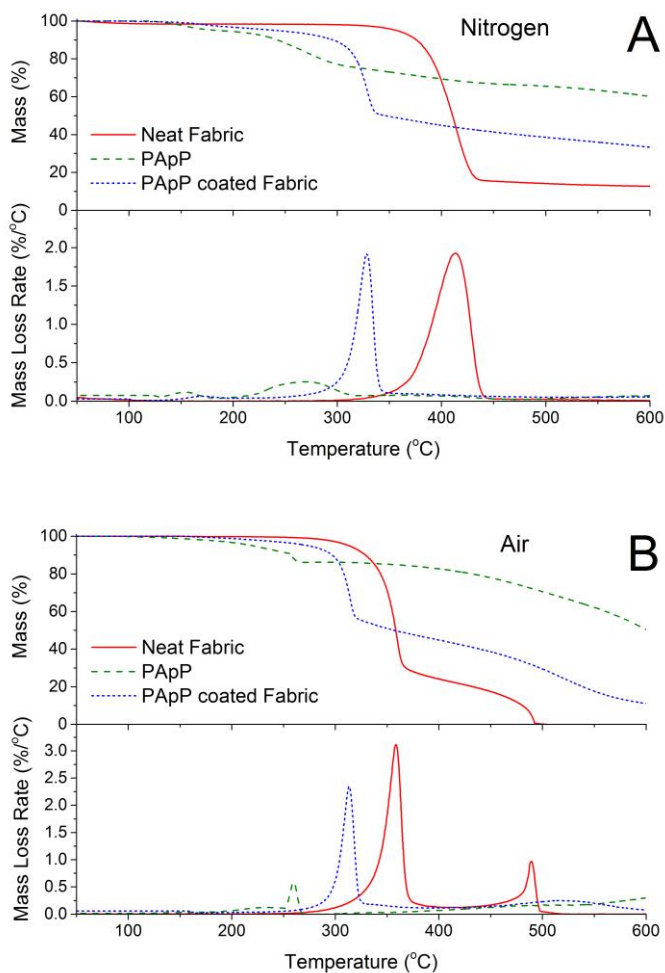 Nitrogen
A
Mass (%)
100
80
60
40
20
0
Neat Fabric
PApP
PApP coated Fabric
Mass Loss Rate (%/°C)
2.0
1.5
1.0
0.5
0.0
100 200 300 400 500 600
Temperature (°C)
Air
B
Mass (%)
100
80
60
40
20
0
Neat Fabric
PApP
PApP coated Fabric
Mass Loss Rate (%/°C)
3.0
2.5
2.0
1.5
1.0
0.5
0.0
100 200 300 400 500 600
Temperature (°C)